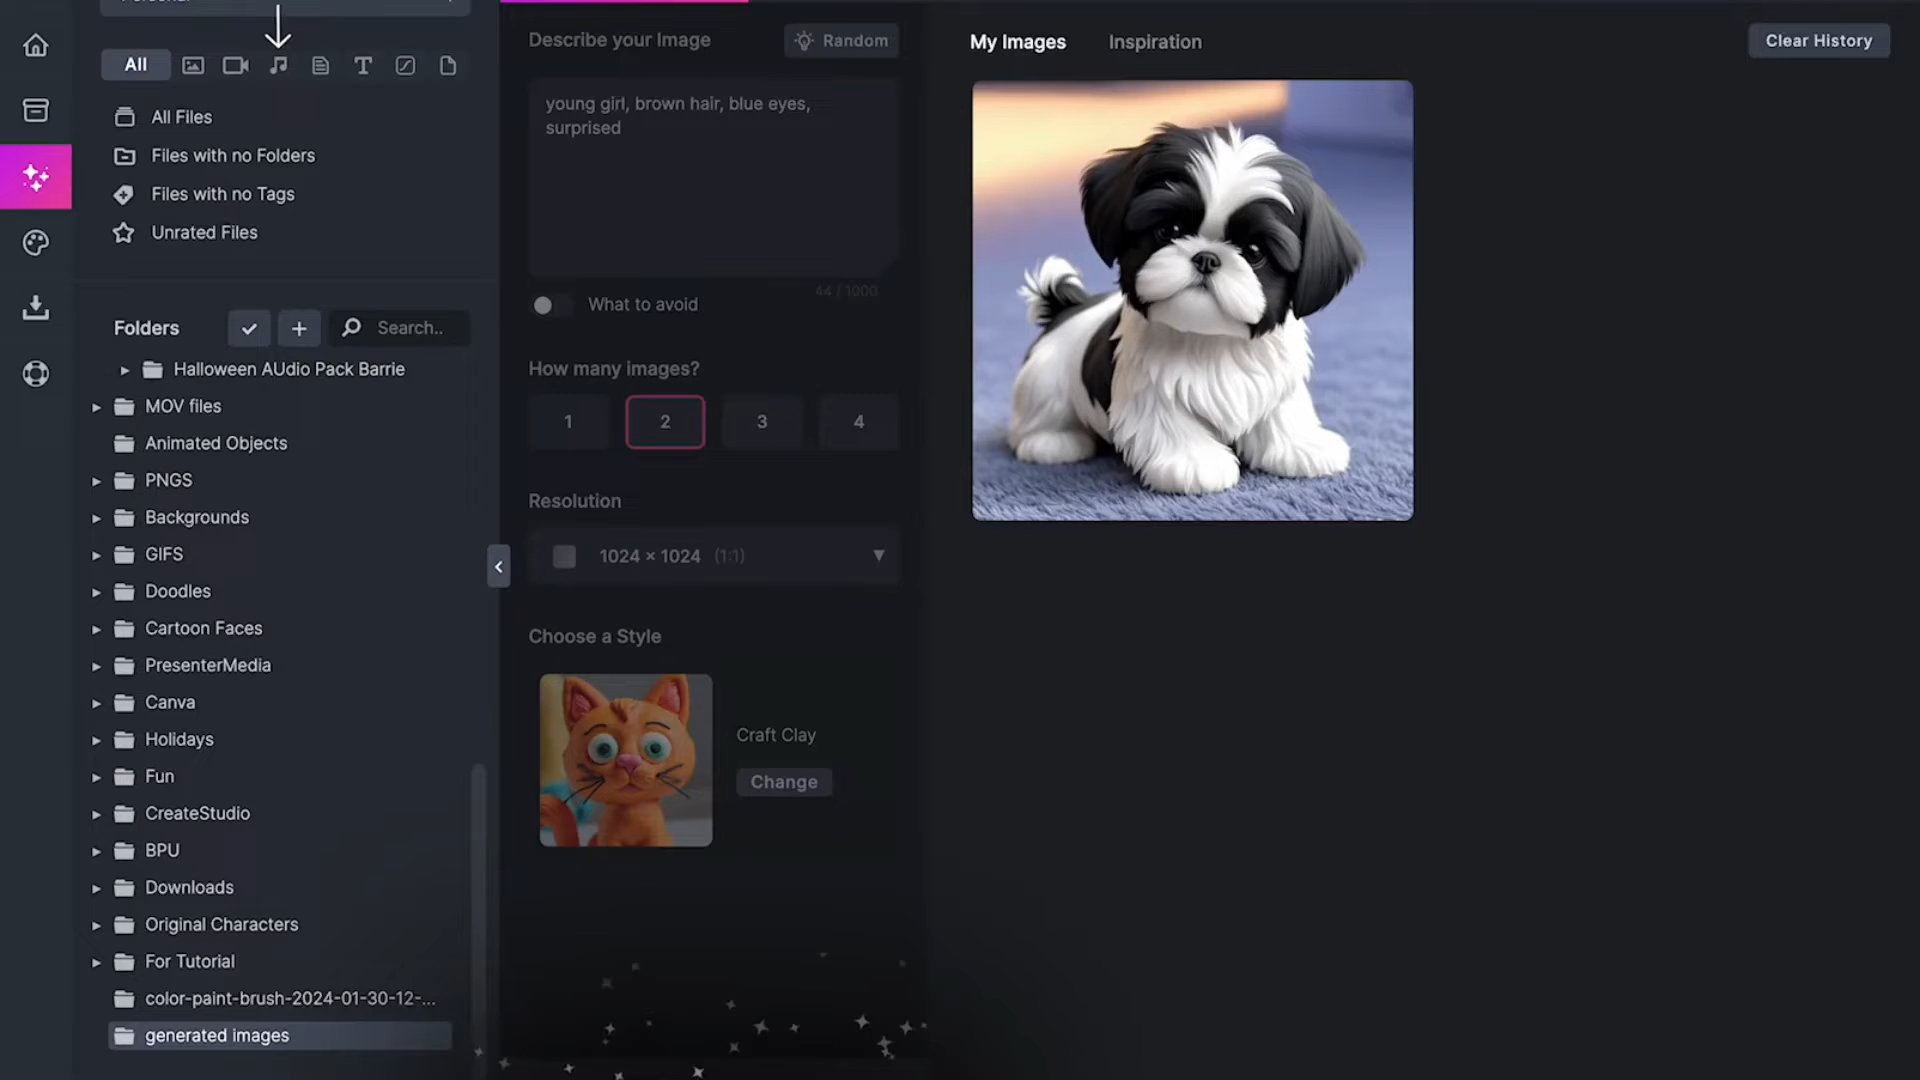 All
All Files
Files with no Folders
Files with no Tags
Unrated Files
Folders
Search..
Halloween AUdio Pack Barrie
MOV files
Animated Objects
PNGS
Backgrounds
GIFS
Doodles
Cartoon Faces
PresenterMedia
Canva
Holidays
Fun
CreateStudio
BPU
Downloads
Original Characters
For Tutorial
color-paint-brush-2024-01-30-12-...
generated images
Describe your Image
Random
young girl, brown hair, blue eyes,
surprised
44 / 1000
What to avoid
How many images?
1 2 3 4
Resolution
1024 × 1024 (1:1)
Choose a Style
Craft Clay
Change
My Images
Inspiration
Clear History